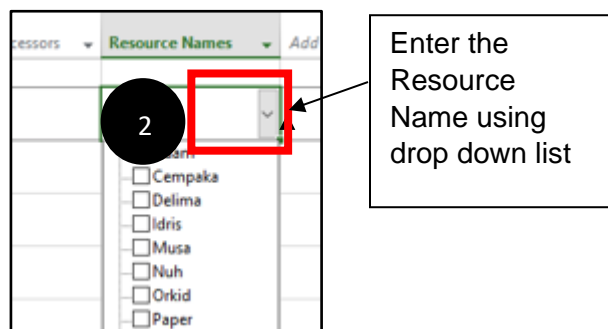 Resource Names
Add
2
Cempaka
Delima
Idris
Musa
Nuh
Orkid
Paper
Enter the
Resource
Name using
drop down list